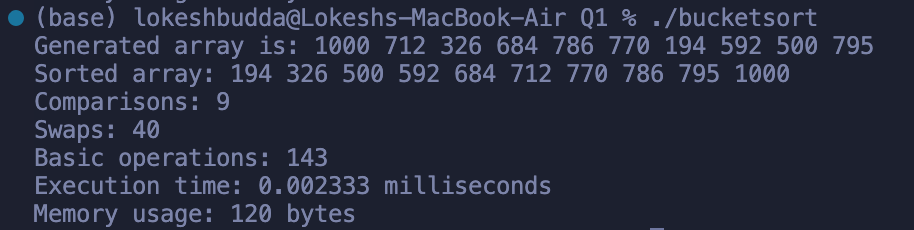 (base) lokeshbudda@Lokeshs-MacBook-Air Q1 % ./bucketsort
Generated array is: 1000 712 326 684 786 770 194 592 500 795
Sorted array: 194 326 500 592 684 712 770 786 795 1000
Comparisons: 9
Swaps: 40
Basic operations: 143
Execution time: 0.002333 milliseconds
Memory usage: 120 bytes